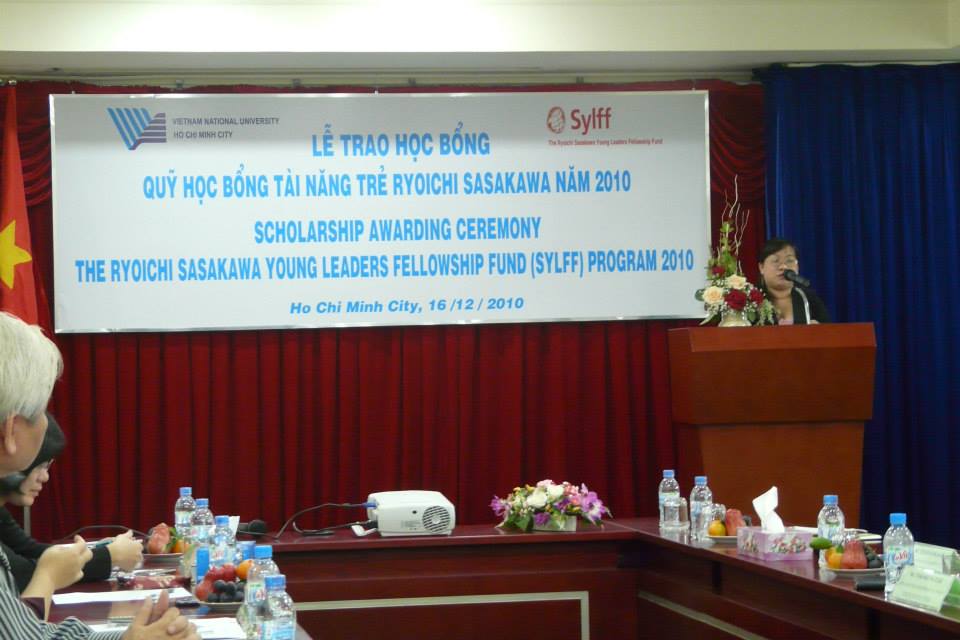 VIETNAM NATIONAL UNIVERSITY
HO CHI MINH CITY
Sylff
The Ryoichi Sasakawa Young Leaders Fellowship Fund
LỄ TRAO HỌC BỔNG
QUỸ HỌC BỔNG TÀI NĂNG TRẺ RYOICHI SASAKAWA NĂM 2010
SCHOLARSHIP AWARDING CEREMONY
THE RYOICHI SASAKAWA YOUNG LEADERS FELLOWSHIP FUND (SYLFF) PROGRAM 2010
Ho Chi Minh City, 16 /12 / 2010